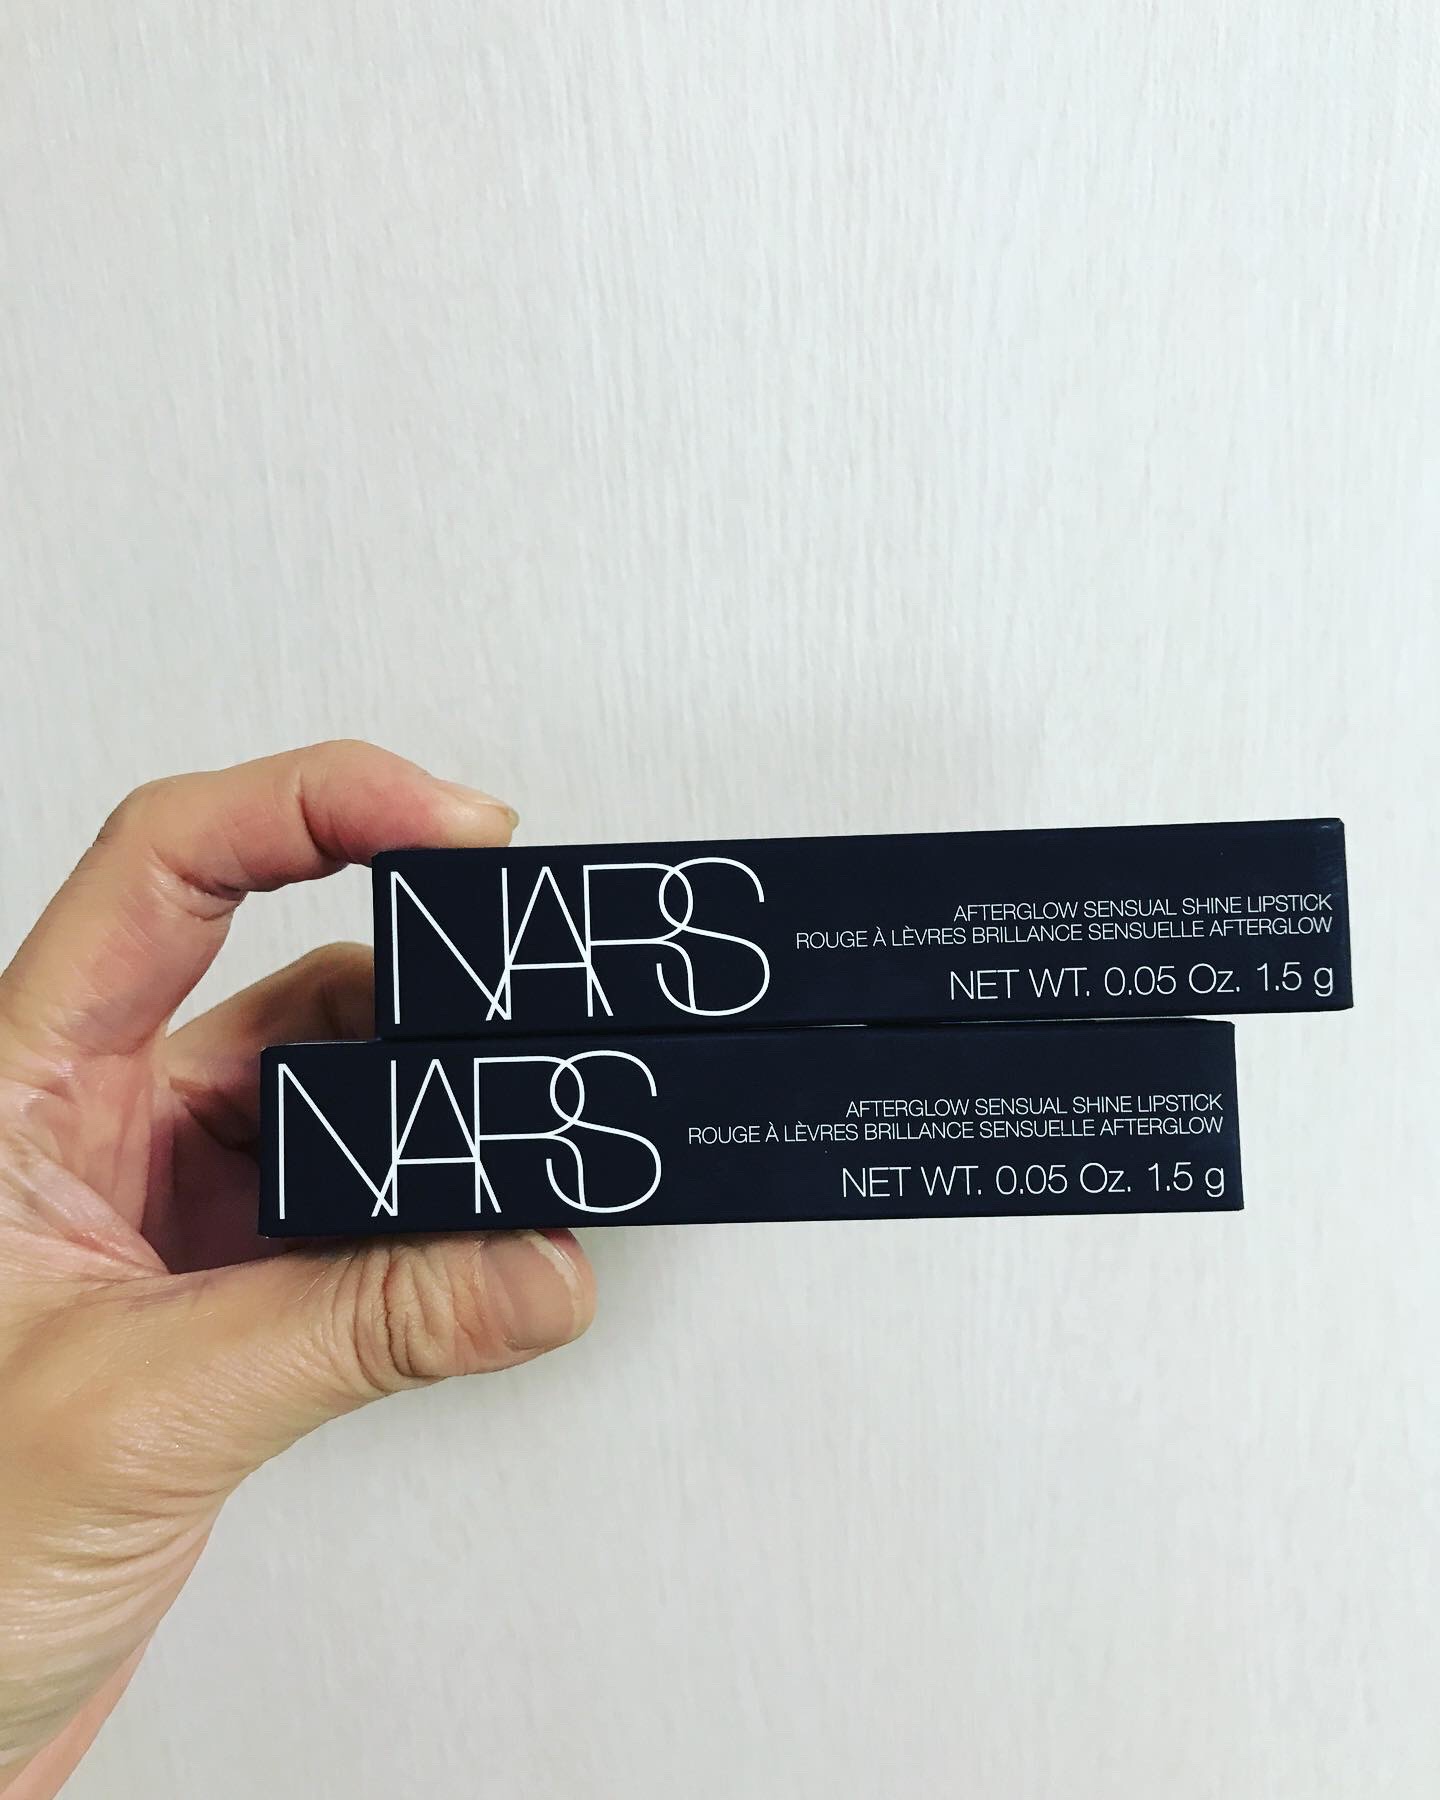 NARS
AFTERGLOW SENSUAL SHINE LIPSTICK
ROUGE À LÈVRES BRILLANCE SENSUELLE AFTERGLOW
NET WT. 0.05 Oz. 1.5 g
NARS
AFTERGLOW SENSUAL SHINE LIPSTICK
ROUGE À LÈVRES BRILLANCE SENSUELLE AFTERGLOW
NET WT. 0.05 Oz. 1.5 g